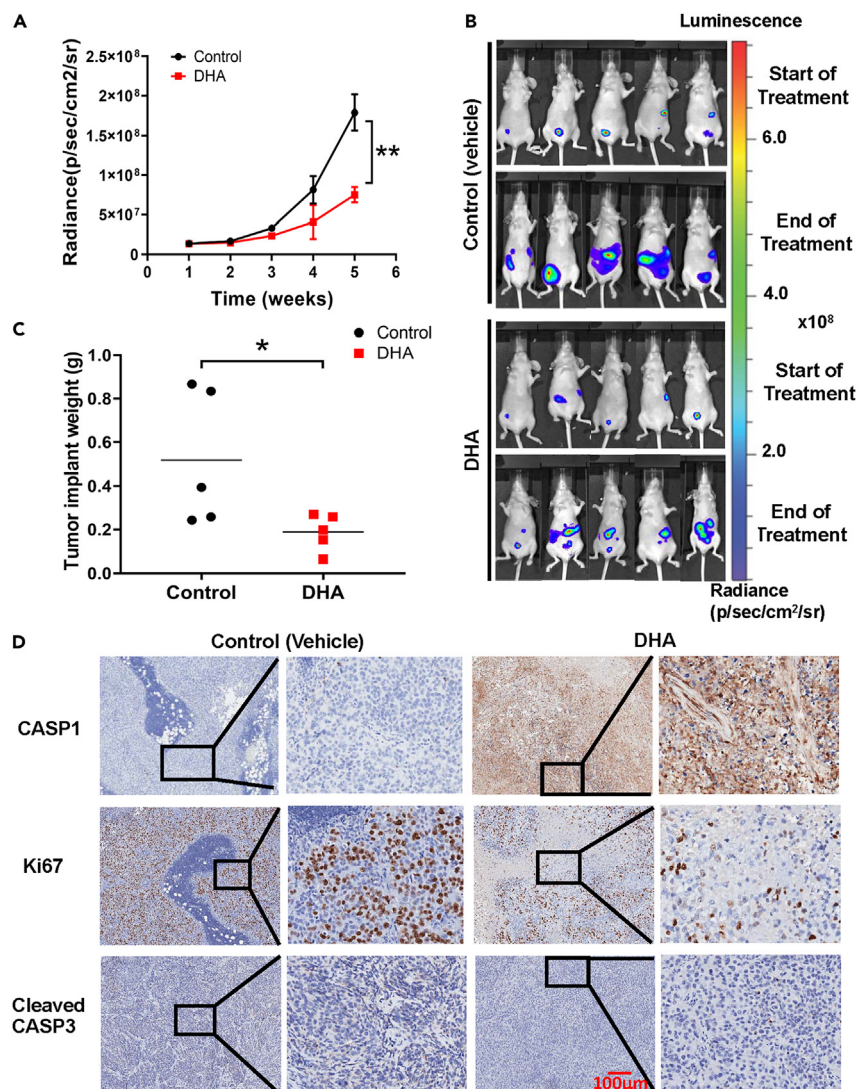 A
Radiance(p/sec/cm2/sr)
2.5×10⁸
2×10⁸
1.5×10⁸
1×10⁸
5×10⁷
0
Control
DHA
**
0 1 2 3 4 5 6
Time (weeks)
B
Luminescence
Control (vehicle)
Start of
Treatment
6.0
End of
Treatment
4.0
x10⁸
DHA
Start of
Treatment
2.0
End of
Treatment
Radiance
(p/sec/cm²/sr)
C
Control
DHA
Tumor implant weight (g)
1.0
0.8
0.6
0.4
0.2
0.0
*
Control DHA
D
Control (Vehicle) DHA
CASP1
Ki67
Cleaved
CASP3
100μm